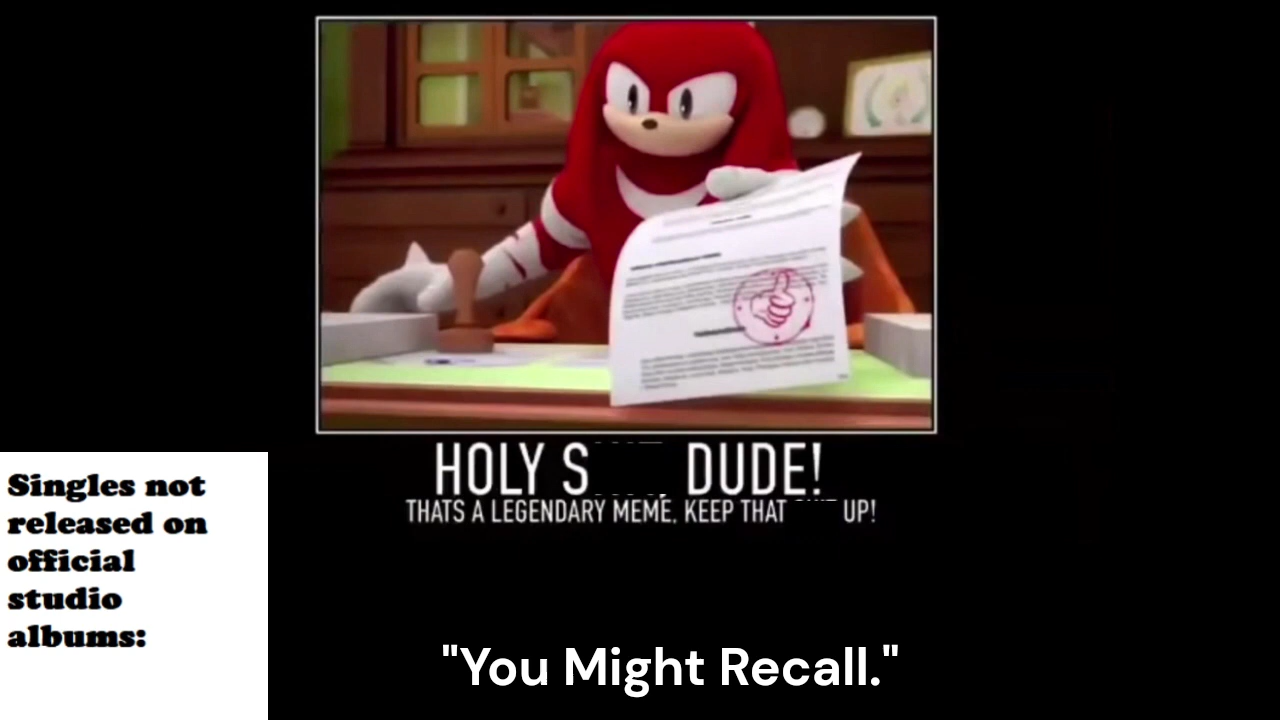 HOLY S DUDE!
THATS A LEGENDARY MEME, KEEP THAT UP!
Singles not
released on
official
studio
albums:
"You Might Recall."